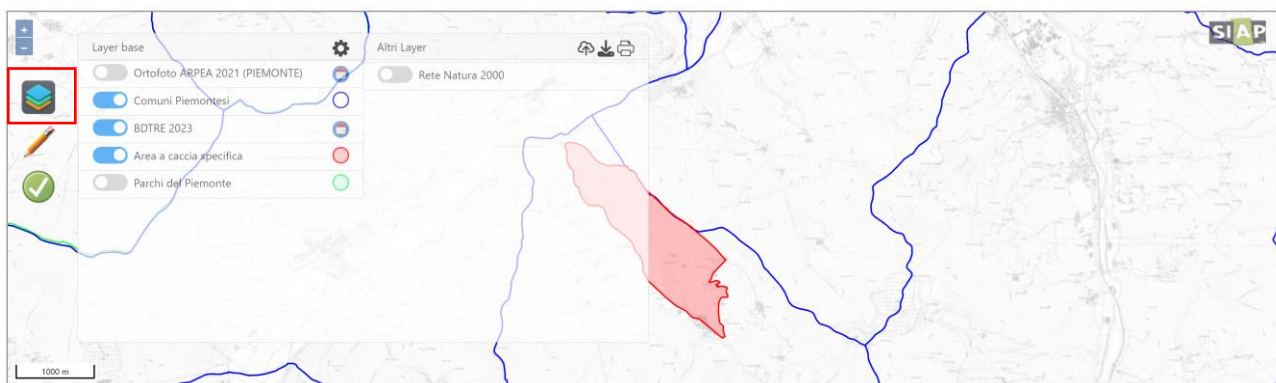 +
SIAP
Layer base
Altri Layer
Ortofoto ARPEA 2021 (PIEMONTE)
Rete Natura 2000
Comuni Piemontesi
BDTRE 2023
Area a caccia specifica
Parchi del Piemonte
1000 m